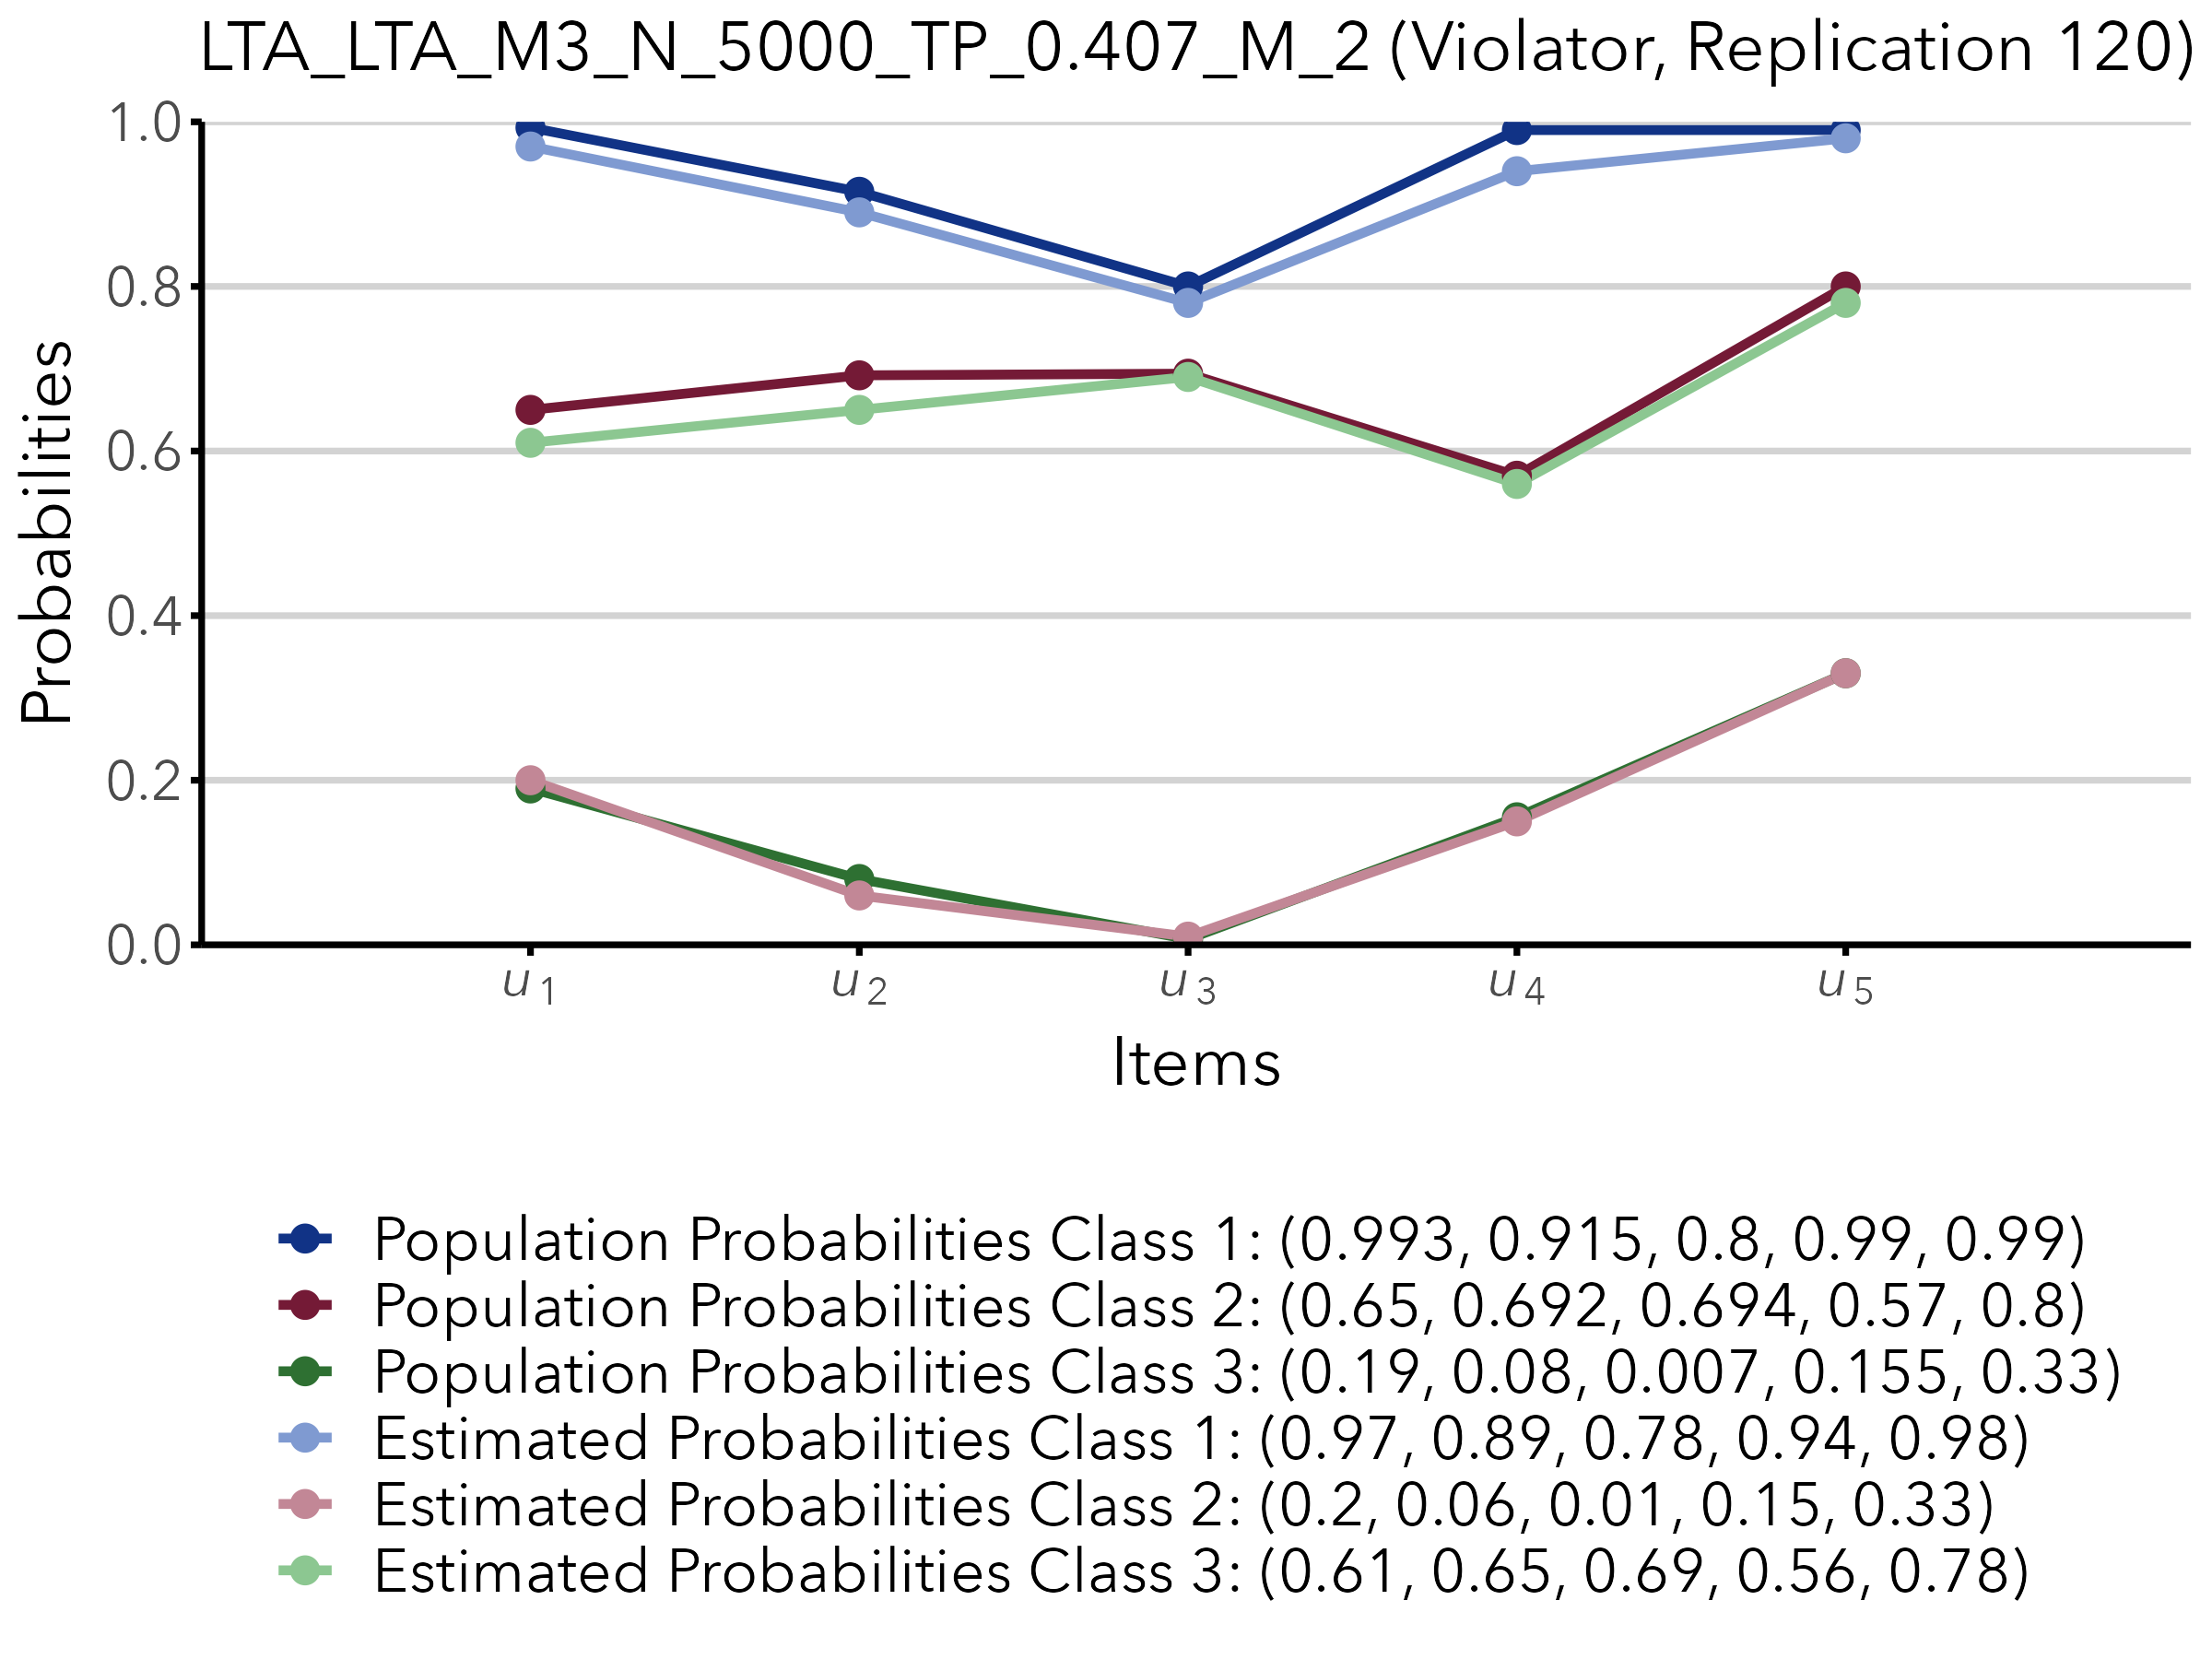 LTA_LTA_M3_N_5000_TP_0.407_M_2 (Violator, Replication 120)
1.0
0.8
0.6
0.4
0.2
0.0
Probabilities
u1 u2 u3 u4 u5
Items
Population Probabilities Class 1: (0.993, 0.915, 0.8, 0.99, 0.99)
Population Probabilities Class 2: (0.65, 0.692, 0.694, 0.57, 0.8)
Population Probabilities Class 3: (0.19, 0.08, 0.007, 0.155, 0.33)
Estimated Probabilities Class 1: (0.97, 0.89, 0.78, 0.94, 0.98)
Estimated Probabilities Class 2: (0.2, 0.06, 0.01, 0.15, 0.33)
Estimated Probabilities Class 3: (0.61, 0.65, 0.69, 0.56, 0.78)